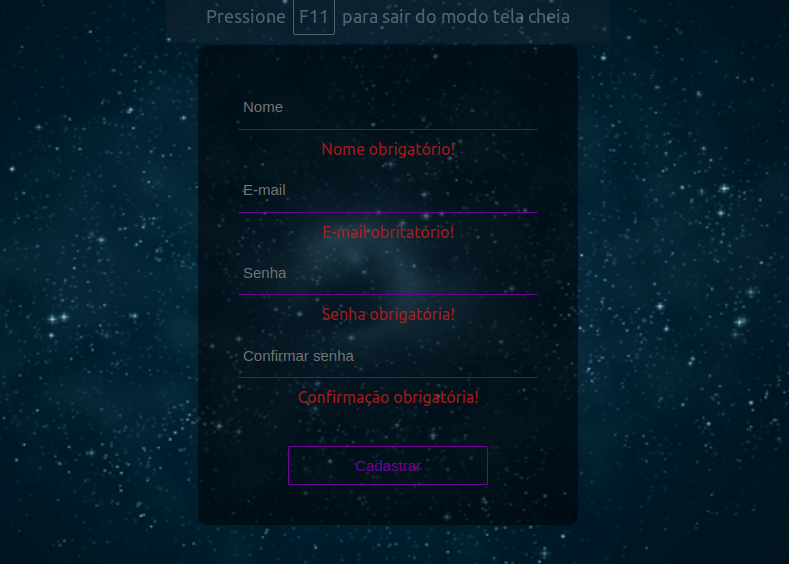 Pressione F11 para sair do modo tela cheia
Nome
Nome obrigatório!
E-mail
E-mail obritatório!
Senha
Senha obrigatória!
Confirmar senha
Confirmação obrigatória!
Cadastrar